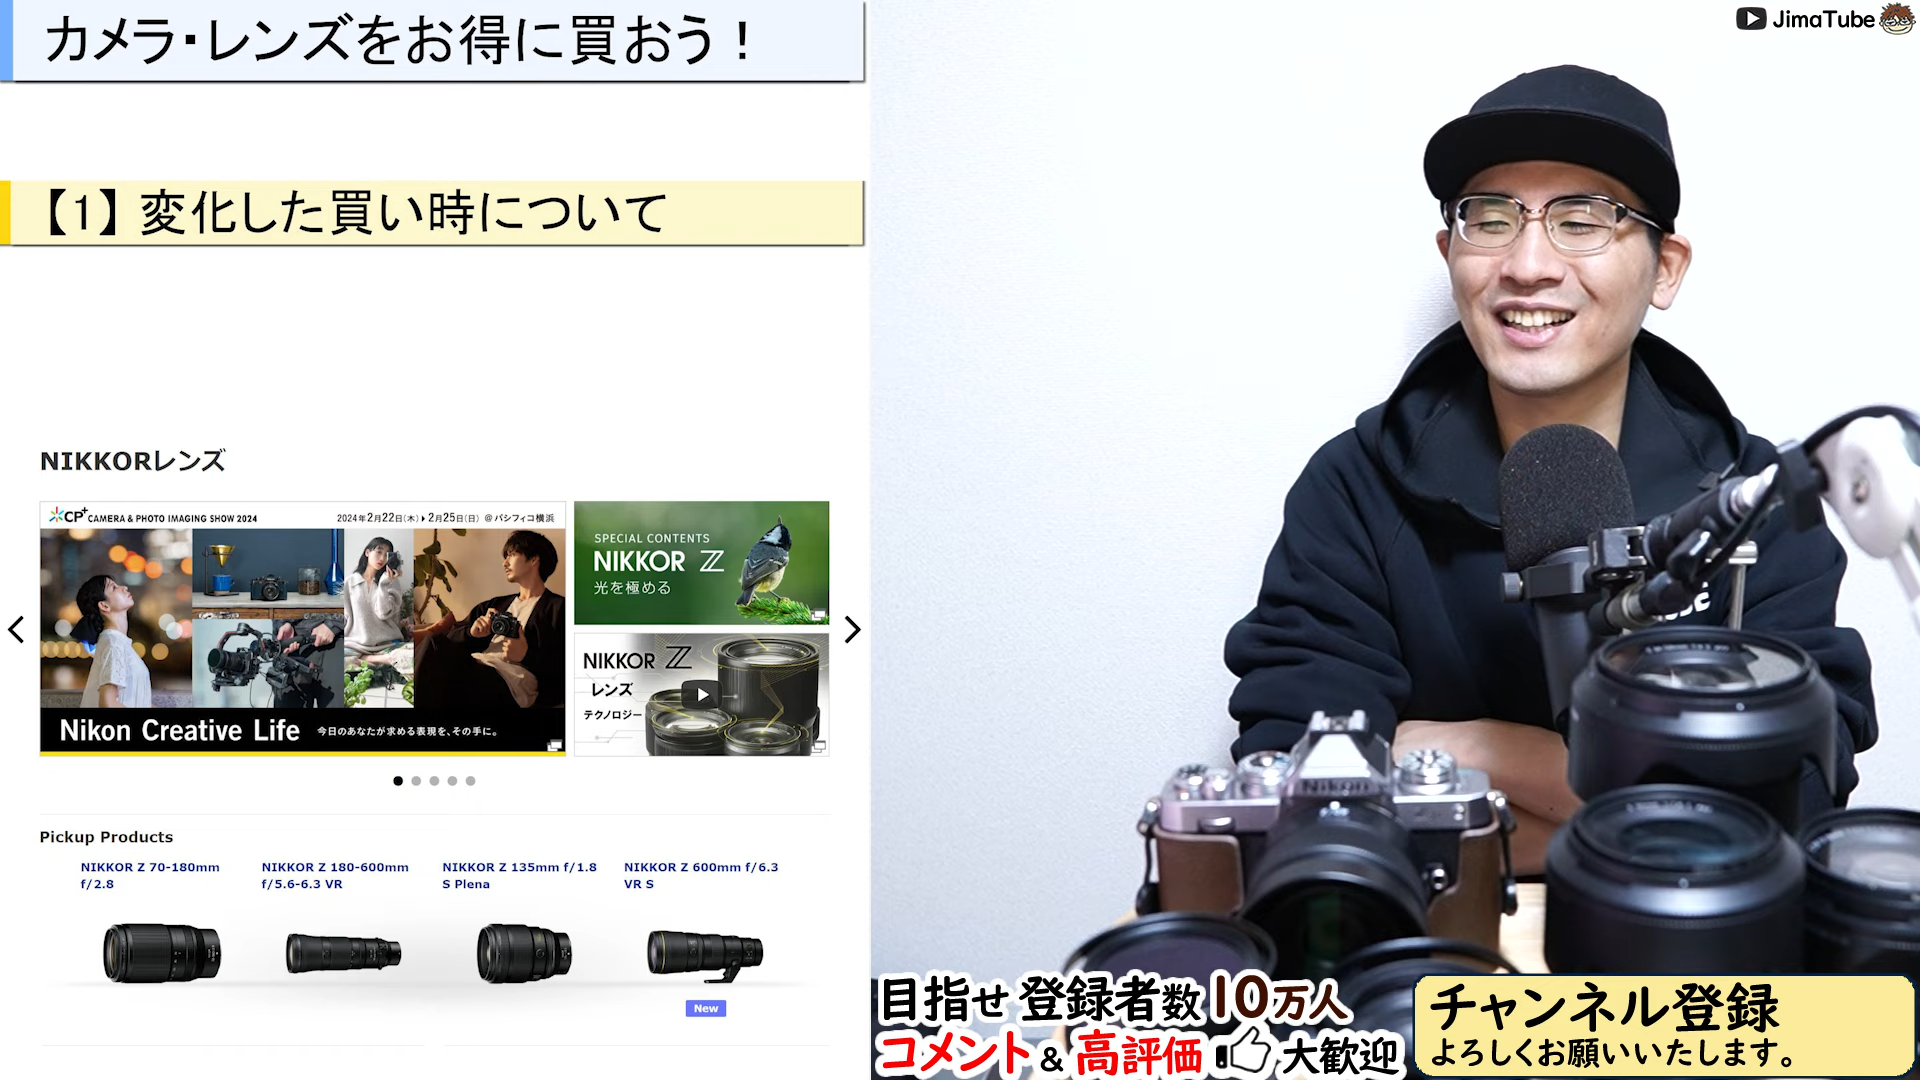 カメラ・レンズをお得に買おう！
JimaTube
【1】変化した買い時について
NIKKORレンズ
CP+ CAMERA & PHOTO IMAGING SHOW 2024
2024年2月22日(木)▸2月25日(日) @パシフィコ横浜
Nikon Creative Life 今日のあなたが求める表現を、その手に。
SPECIAL CONTENTS
NIKKOR Z
光を極める
NIKKOR Z
レンズ
テクノロジー
Pickup Products
NIKKOR Z 70-180mm
f/2.8
NIKKOR Z 180-600mm
f/5.6-6.3 VR
NIKKOR Z 135mm f/1.8
S Plena
NIKKOR Z 600mm f/6.3
VR S
New
Nikon
目指せ登録者数10万人
コメント&高評価 大歓迎
チャンネル登録
よろしくお願いいたします。